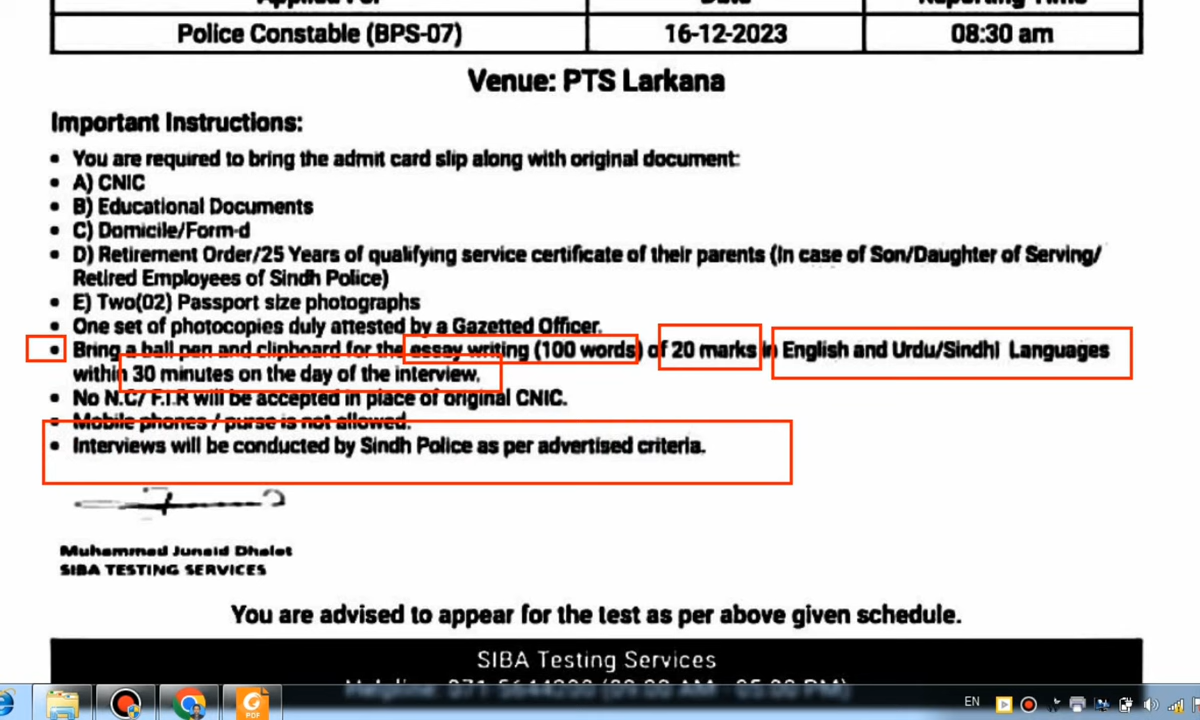 Applied For Date Reporting Time
Police Constable (BPS-07) 16-12-2023 08:30 am
Venue: PTS Larkana
Important Instructions:
• You are required to bring the admit card slip along with original document:
• A) CNIC
• B) Educational Documents
• C) Domicile/Form-d
• D) Retirement Order/25 Years of qualifying service certificate of their parents (In case of Son/Daughter of Serving/
Retired Employees of Sindh Police)
• E) Two(02) Passport size photographs
• One set of photocopies duly attested by a Gazetted Officer.
• Bring a ball pen and clipboard for the essay writing (100 words) of 20 marks in English and Urdu/Sindhi Languages
within 30 minutes on the day of the interview.
• No N.C/ F.I.R will be accepted in place of original CNIC.
• Mobile phones / purse is not allowed.
• Interviews will be conducted by Sindh Police as per advertised criteria.
Muhammad Junaid Dhalot
SIBA TESTING SERVICES
You are advised to appear for the test as per above given schedule.
SIBA Testing Services
PDF
EN